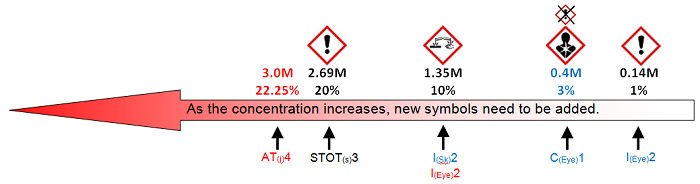 3.0M 2.69M 1.35M 0.4M 0.14M
22.25% 20% 10% 3% 1%
As the concentration increases, new symbols need to be added.
AT(I)4 STOT(s)3 I(Sk)2 C(Eye)1 I(Eye)2
I(Eye)2